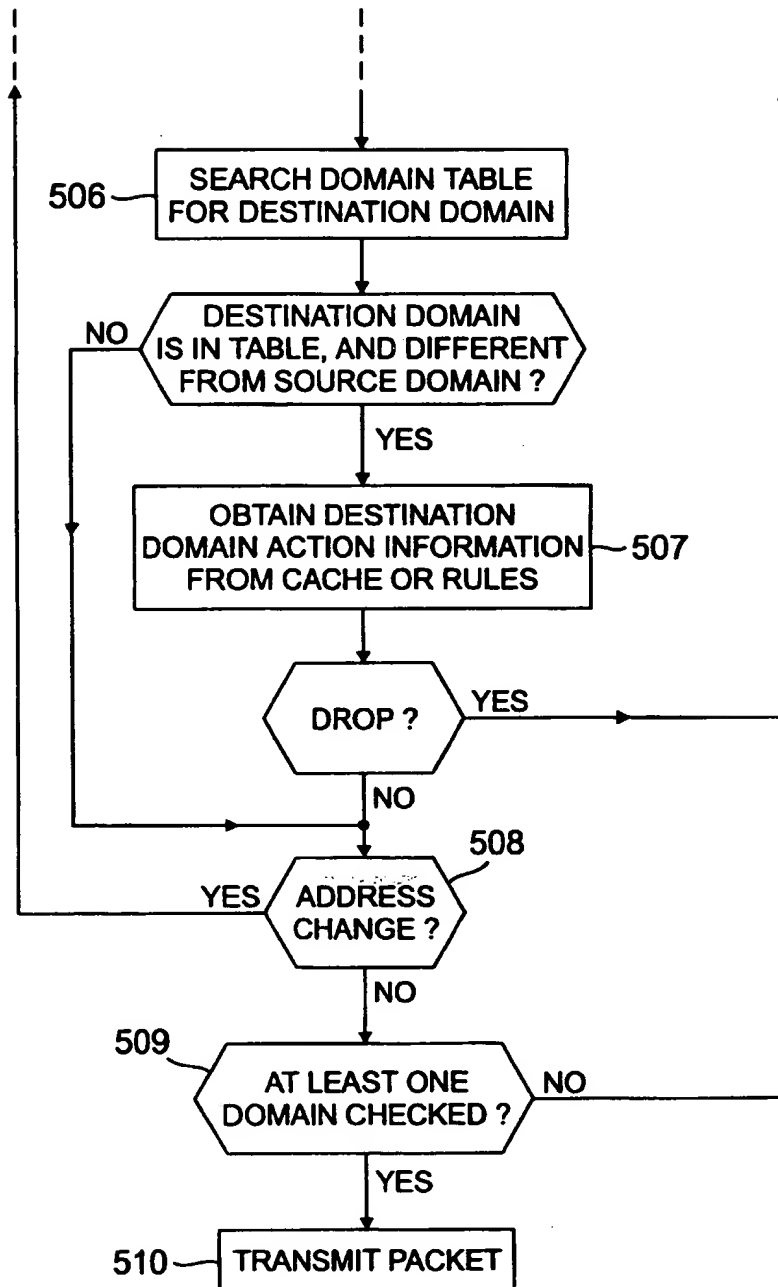 506
SEARCH DOMAIN TABLE
FOR DESTINATION DOMAIN
NO
DESTINATION DOMAIN
IS IN TABLE, AND DIFFERENT
FROM SOURCE DOMAIN ?
YES
OBTAIN DESTINATION
DOMAIN ACTION INFORMATION
FROM CACHE OR RULES
507
DROP ?
YES
NO
508
YES
ADDRESS
CHANGE ?
NO
509
AT LEAST ONE
DOMAIN CHECKED ?
NO
YES
510
TRANSMIT PACKET